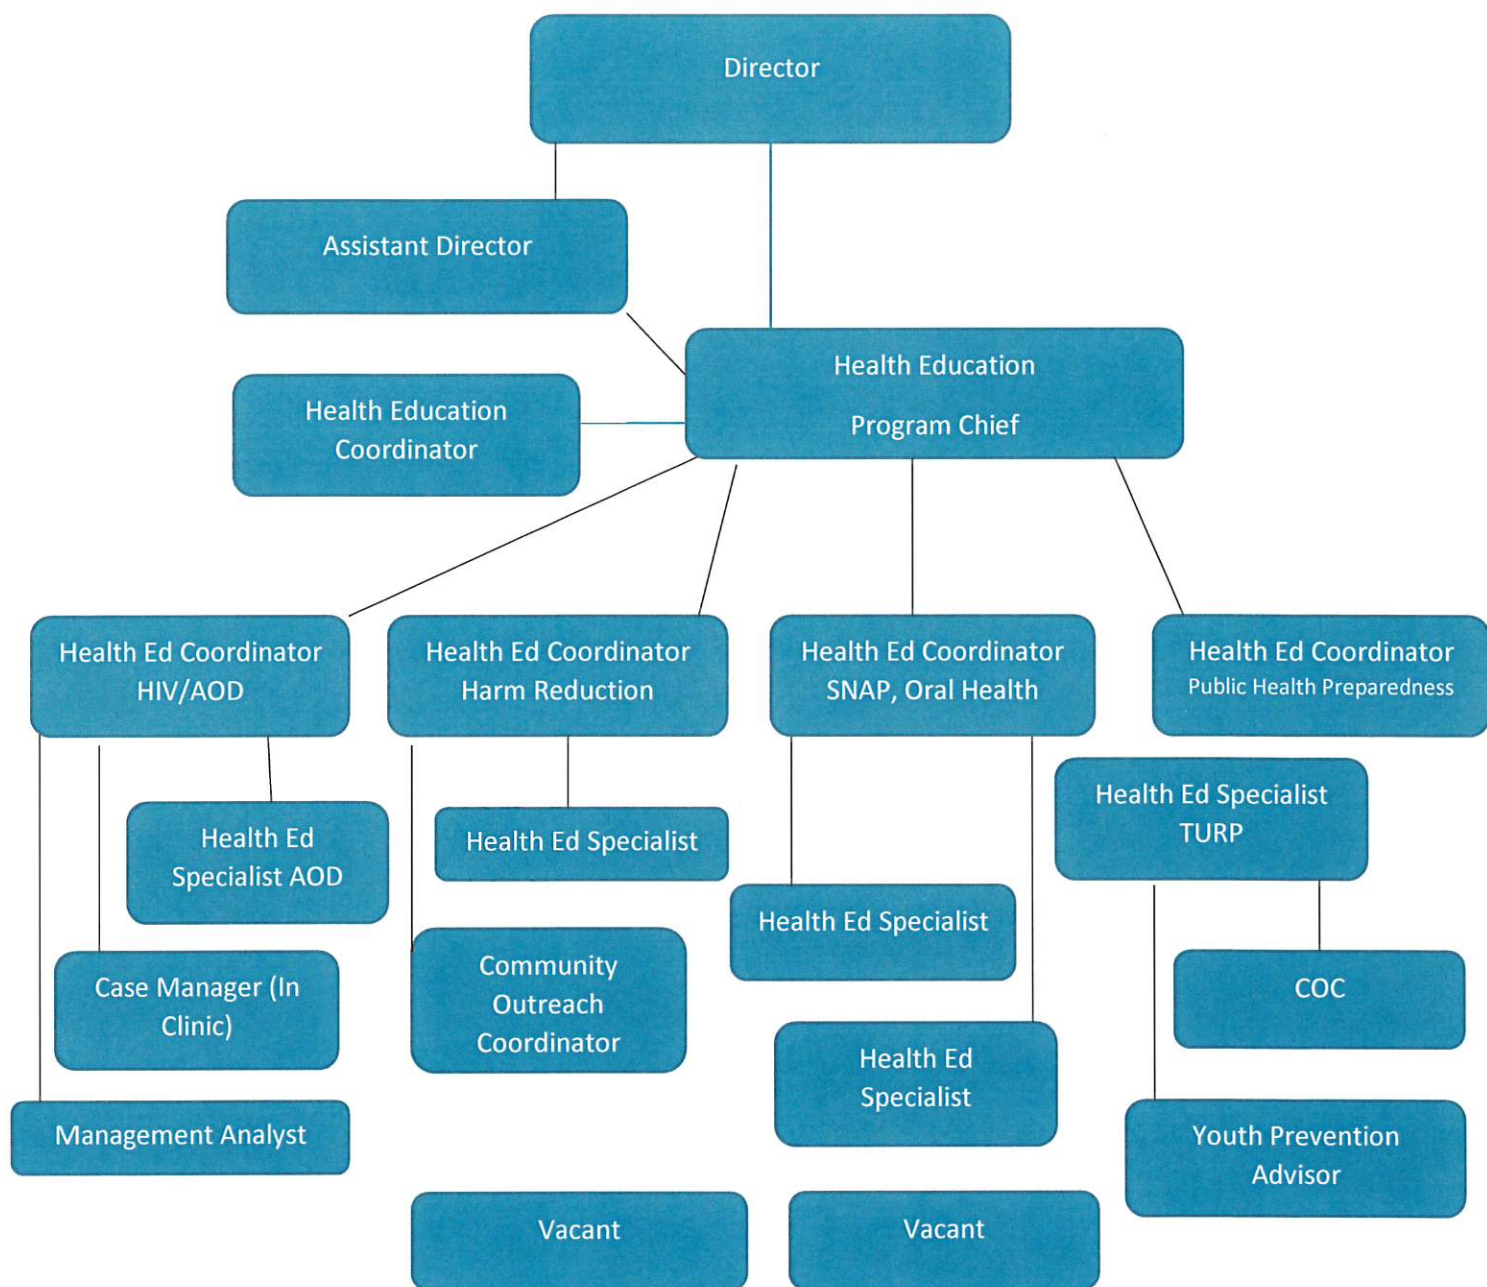 Director
Assistant Director
Health Education
Program Chief
Health Education
Coordinator
Health Ed Coordinator
HIV/AOD
Health Ed Coordinator
Harm Reduction
Health Ed Coordinator
SNAP, Oral Health
Health Ed Coordinator
Public Health Preparedness
Health Ed
Specialist AOD
Health Ed Specialist
Health Ed Specialist
Health Ed Specialist
TURP
Case Manager (In
Clinic)
Community
Outreach
Coordinator
Health Ed
Specialist
COC
Management Analyst
Youth Prevention
Advisor
Vacant
Vacant